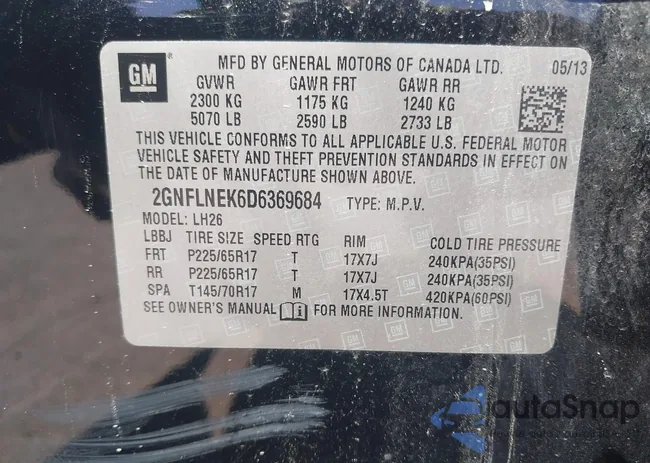 GM
MFD BY GENERAL MOTORS OF CANADA LTD. 05/13
GVWR GAWR FRT GAWR RR
2300 KG 1175 KG 1240 KG
5070 LB 2590 LB 2733 LB
THIS VEHICLE CONFORMS TO ALL APPLICABLE U.S. FEDERAL MOTOR
VEHICLE SAFETY AND THEFT PREVENTION STANDARDS IN EFFECT ON
THE DATE OF MANUFACTURE SHOWN ABOVE.
2GNFLNEK6D6369684 TYPE: M.P.V.
MODEL: LH26
LBBJ TIRE SIZE SPEED RTG RIM COLD TIRE PRESSURE
FRT P225/65R17 T 17X7J 240KPA(35PSI)
RR P225/65R17 T 17X7J 240KPA(35PSI)
SPA T145/70R17 M 17X4.5T 420KPA(60PSI)
SEE OWNER'S MANUAL i FOR MORE INFORMATION.
autoSnap